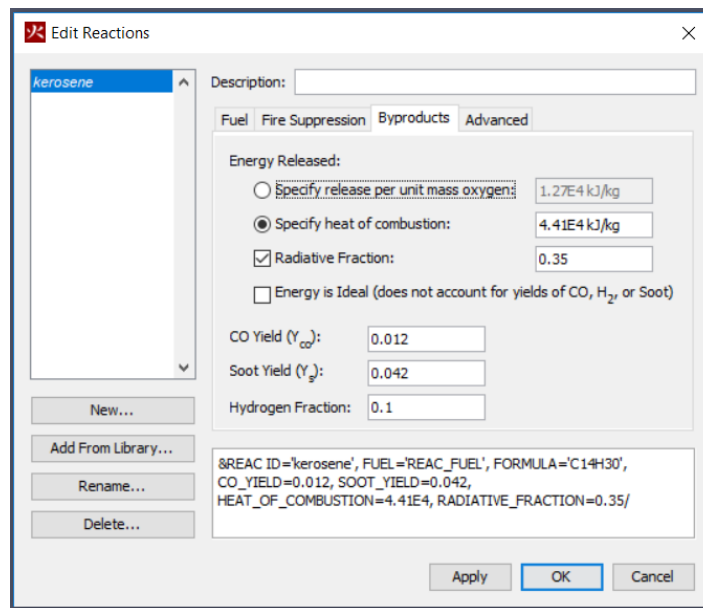 火 Edit Reactions
kerosene
Description:
Fuel Fire Suppression Byproducts Advanced
Energy Released:
Specify release per unit mass oxygen: 1.27E4 kJ/kg
Specify heat of combustion: 4.41E4 kJ/kg
Radiative Fraction: 0.35
Energy is Ideal (does not account for yields of CO, H2, or Soot)
CO Yield (Yco): 0.012
Soot Yield (Ys): 0.042
Hydrogen Fraction: 0.1
New...
Add From Library...
Rename...
Delete...
&REAC ID='kerosene', FUEL='REAC_FUEL', FORMULA='C14H30',
CO_YIELD=0.012, SOOT_YIELD=0.042,
HEAT_OF_COMBUSTION=4.41E4, RADIATIVE_FRACTION=0.35/
Apply OK Cancel